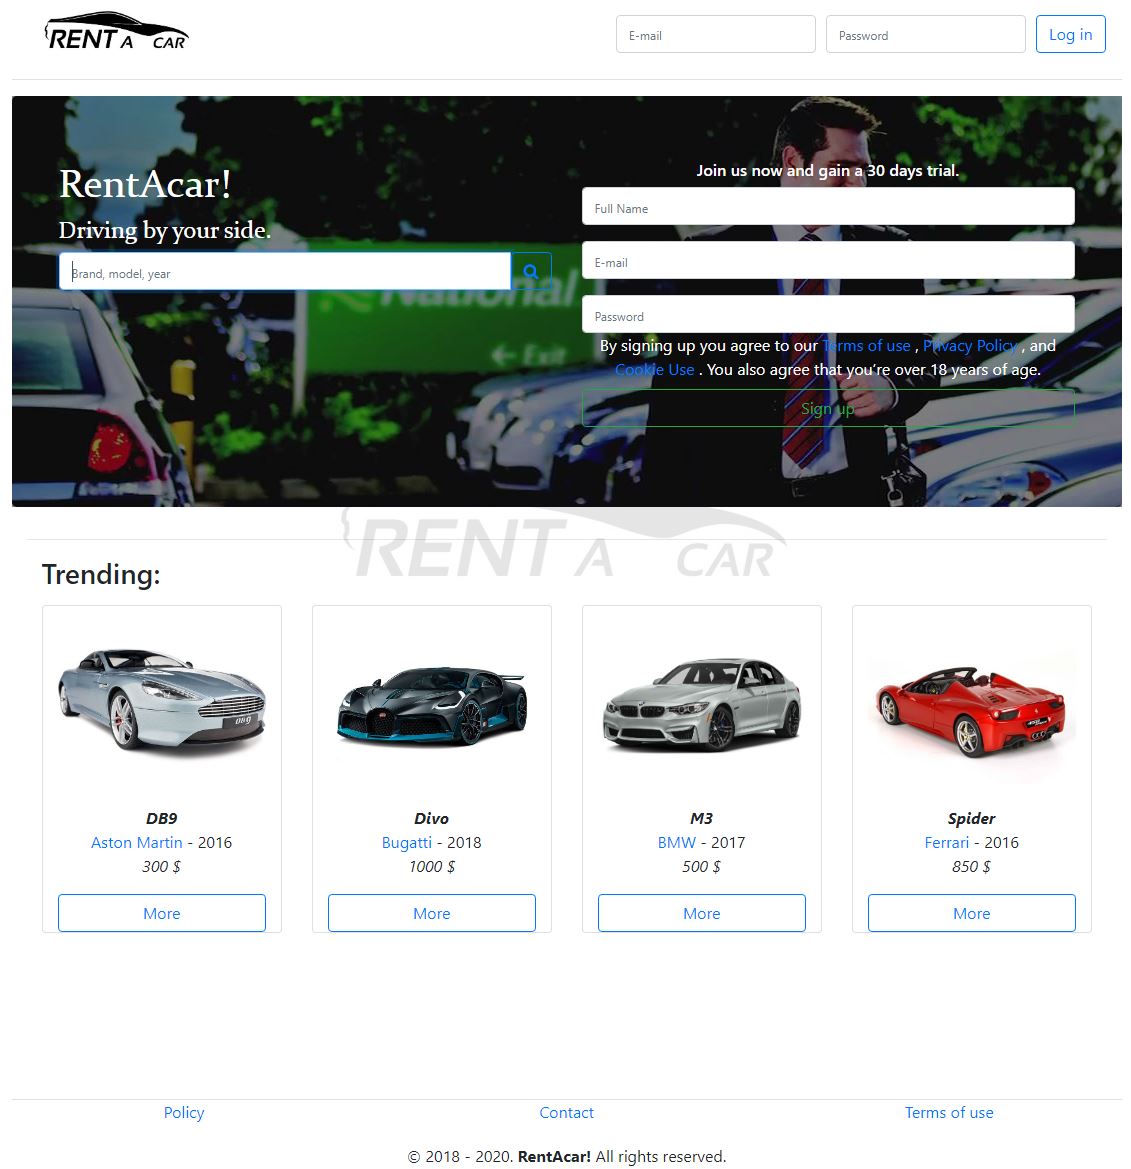 RENT A CAR
E-mail
Password
Log in
RentAcar!
Driving by your side.
Brand, model, year
National
← Exit
Join us now and gain a 30 days trial.
Full Name
E-mail
Password
By signing up you agree to our Terms of use , Privacy Policy , and
Cookie Use . You also agree that you're over 18 years of age.
Sign up
RENT A CAR
Trending:
DB9
DB9
Aston Martin - 2016
300 $
More
Divo
Bugatti - 2018
1000 $
More
M3
BMW - 2017
500 $
More
Spider
Ferrari - 2016
850 $
More
Policy
Contact
Terms of use
© 2018 - 2020. RentAcar! All rights reserved.